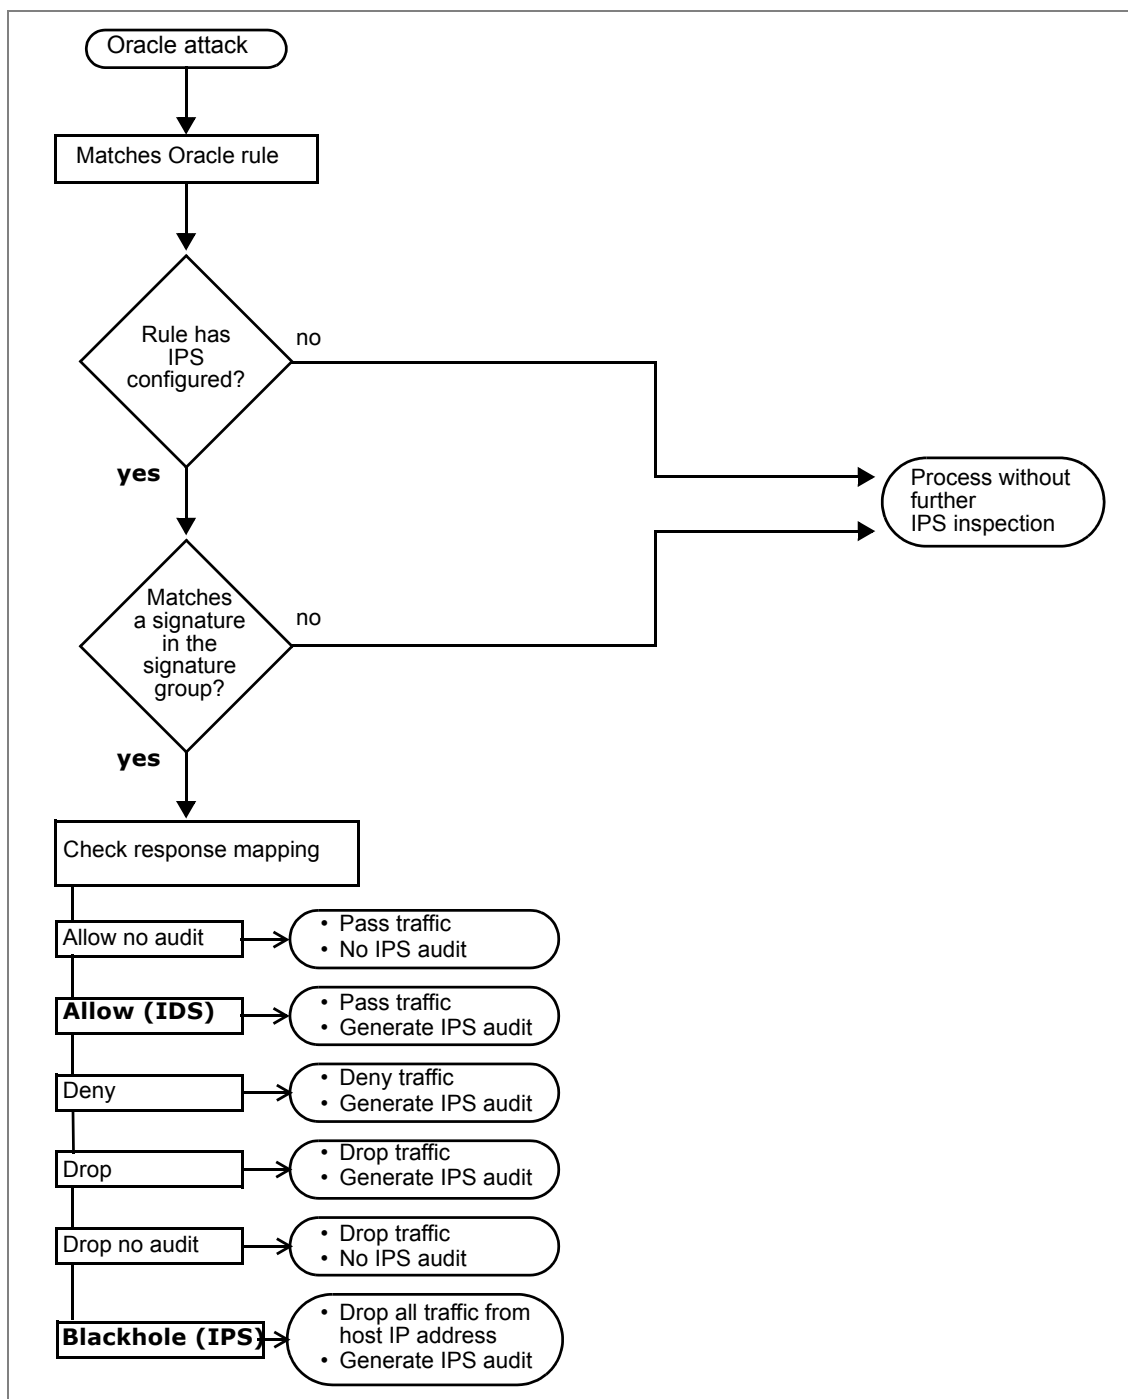 Oracle attack
Matches Oracle rule
Rule has
IPS
configured?
no
yes
Process without
further
IPS inspection
Matches
a signature
in the
signature
group?
no
yes
Check response mapping
Allow no audit
• Pass traffic
• No IPS audit
Allow (IDS)
• Pass traffic
• Generate IPS audit
Deny
• Deny traffic
• Generate IPS audit
Drop
• Drop traffic
• Generate IPS audit
Drop no audit
• Drop traffic
• No IPS audit
Blackhole (IPS)
• Drop all traffic from
host IP address
• Generate IPS audit